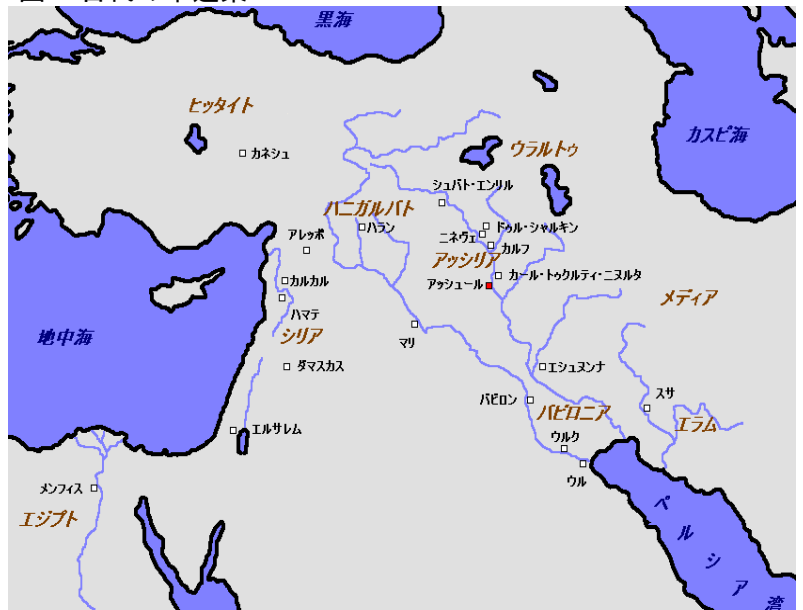 黒海
カスピ海
ヒッタイト
カネシュ
ウラルトゥ
シュバト・エンリル
ハニガルバト
ハラン
ドゥル・シャルキン
ニネヴェ
カルフ
アレッポ
アッシリア
カール・トゥクルティ・ニヌルタ
カルカル
アッシュール
メディア
ハマテ
地中海
シリア
マリ
ダマスカス
エシュヌンナ
バビロン
バビロニア
スサ
エラム
エルサレム
ウルク
ウル
メンフィス
エジプト
ペルシア湾